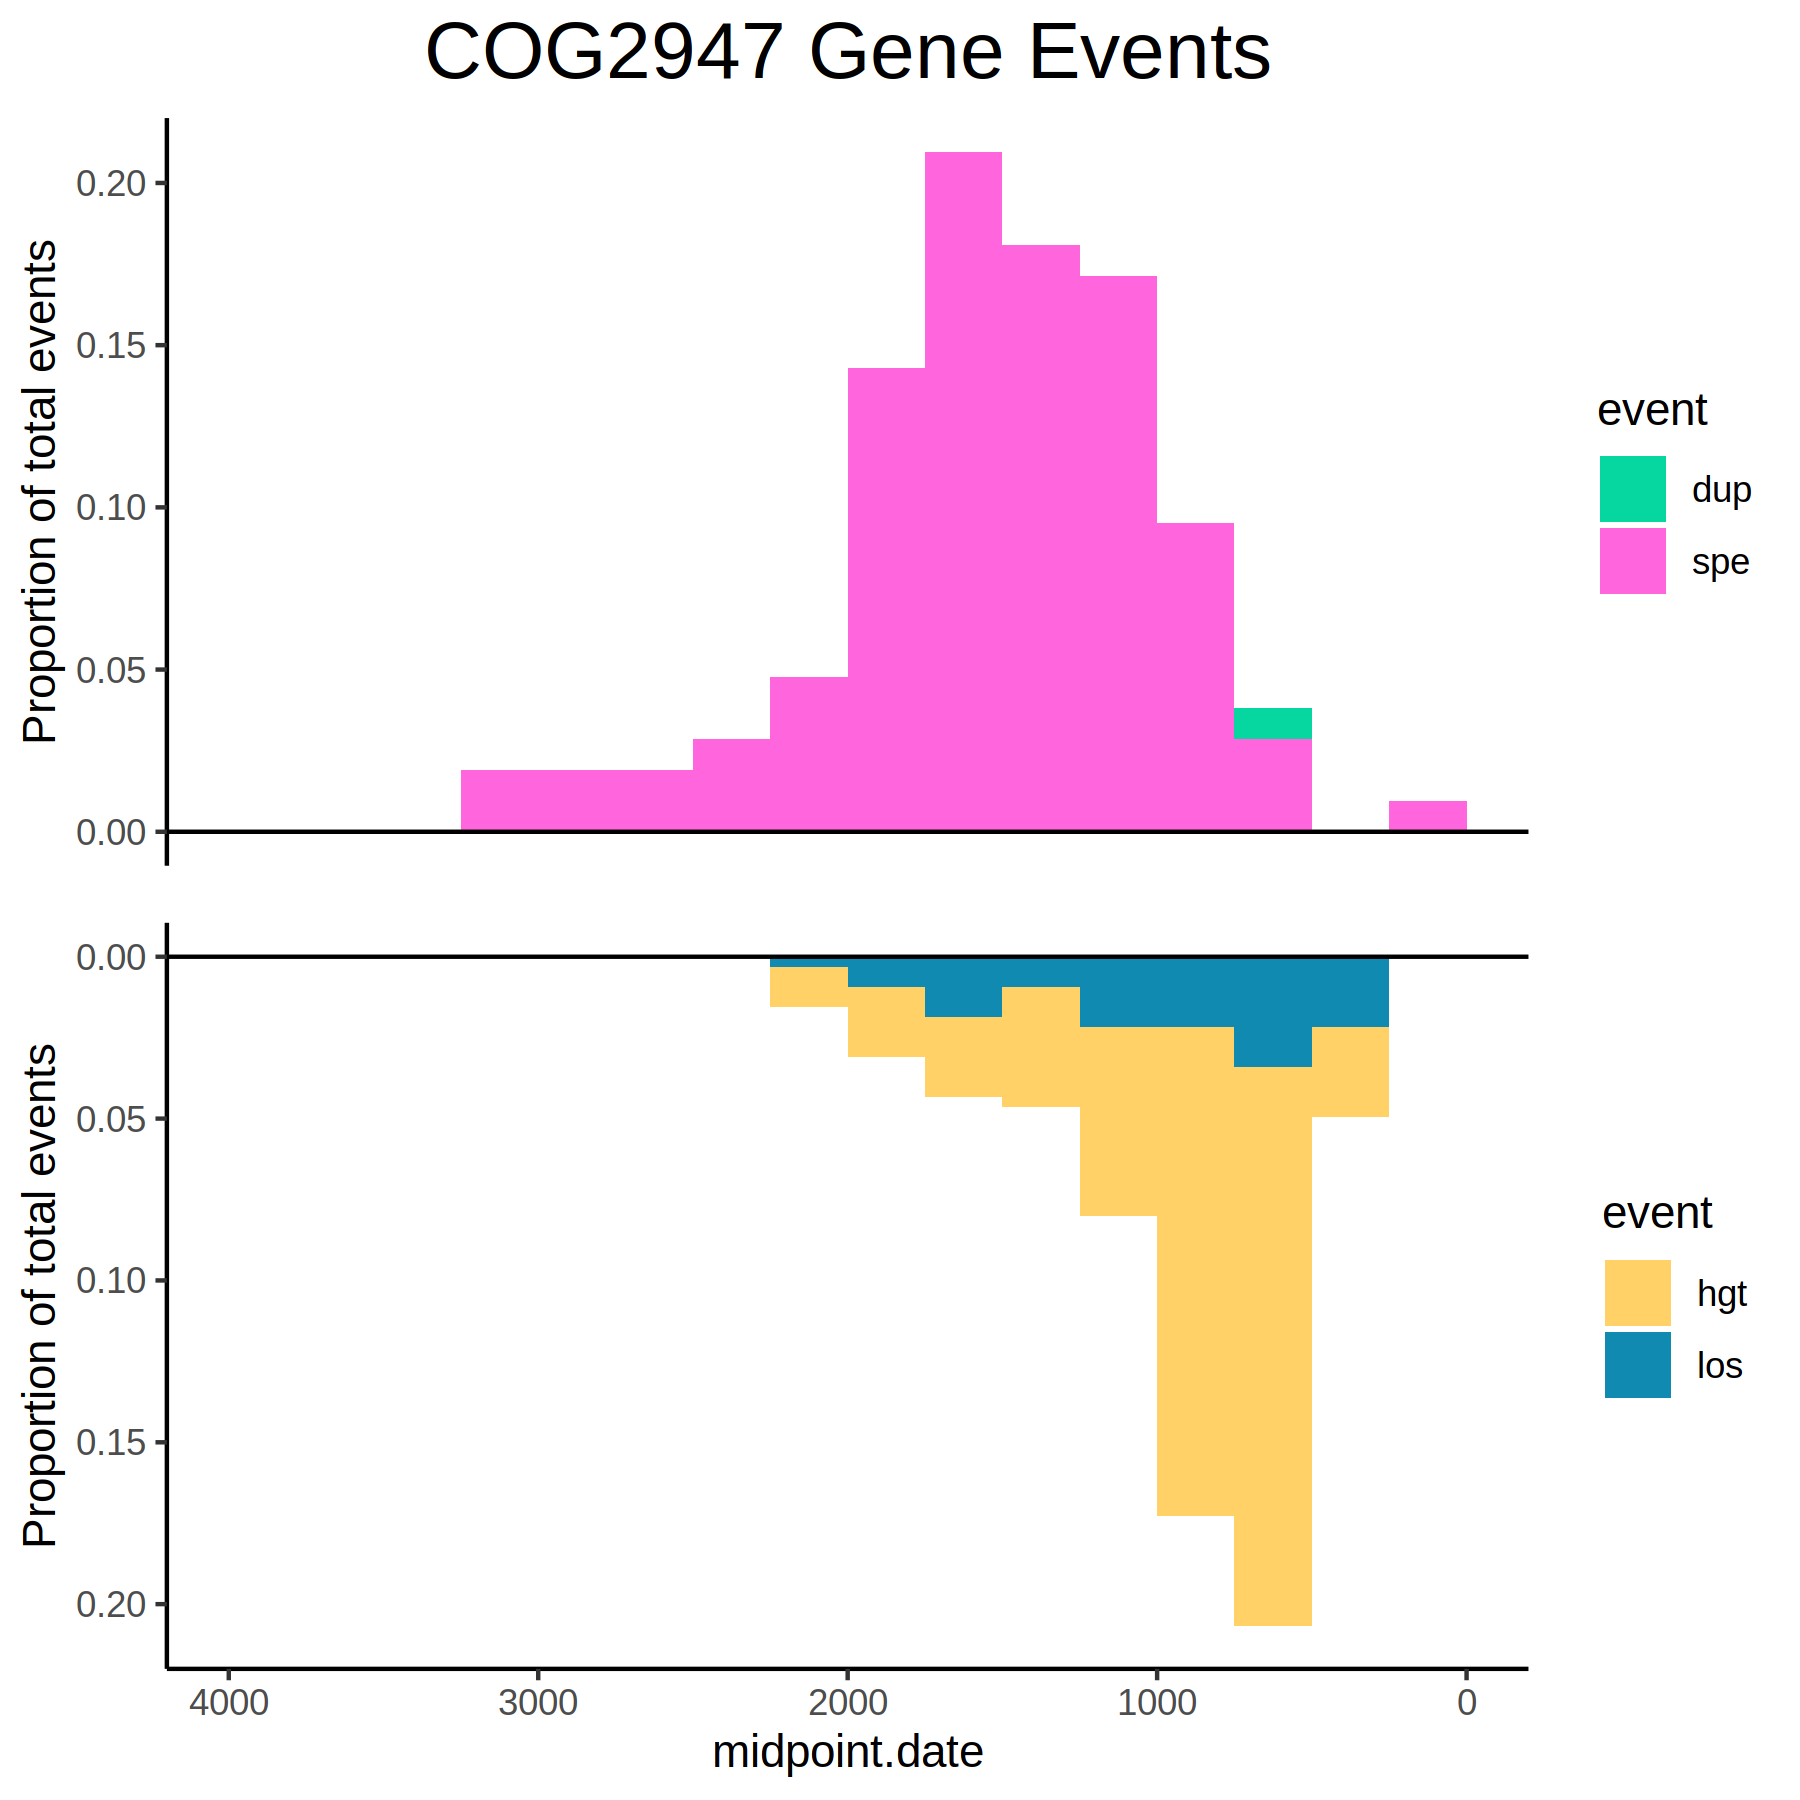 COG2947 Gene Events
Proportion of total events
0.20
0.15
0.10
0.05
0.00
event
dup
spe
Proportion of total events
0.00
0.05
0.10
0.15
0.20
event
hgt
los
4000 3000 2000 1000 0
midpoint.date